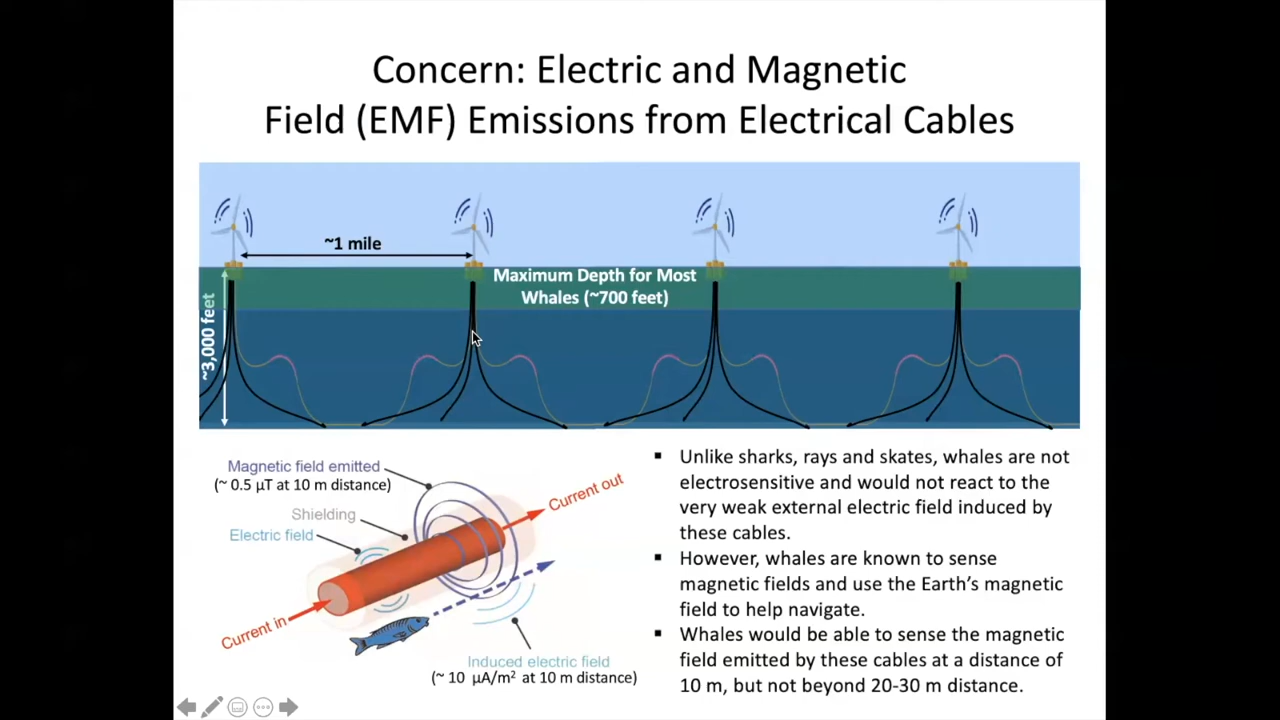 Concern: Electric and Magnetic
Field (EMF) Emissions from Electrical Cables
~1 mile
Maximum Depth for Most
Whales (~700 feet)
~3,000 feet
Magnetic field emitted
(~ 0.5 µT at 10 m distance)
Shielding
Electric field
Current out
Current in
Induced electric field
(~ 10 µA/m² at 10 m distance)
▪ Unlike sharks, rays and skates, whales are not
electrosensitive and would not react to the
very weak external electric field induced by
these cables.
▪ However, whales are known to sense
magnetic fields and use the Earth's magnetic
field to help navigate.
▪ Whales would be able to sense the magnetic
field emitted by these cables at a distance of
10 m, but not beyond 20-30 m distance.